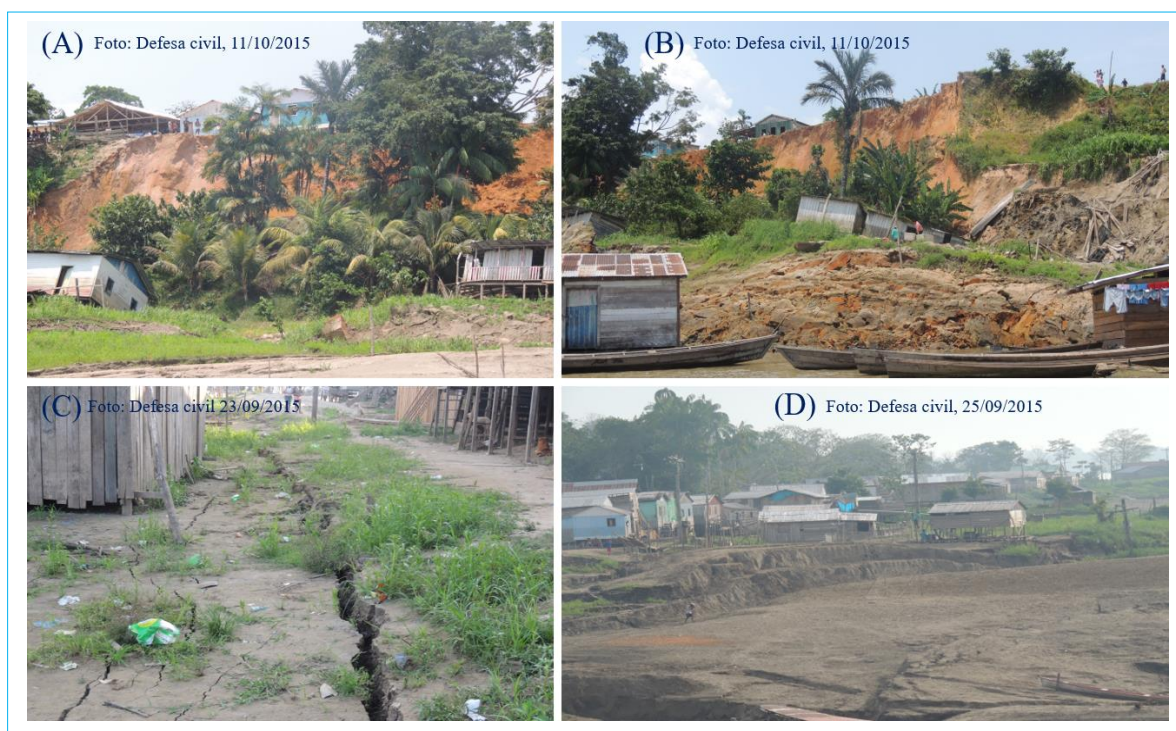 (A) Foto: Defesa civil, 11/10/2015
(B) Foto: Defesa civil, 11/10/2015
(C) Foto: Defesa civil 23/09/2015
(D) Foto: Defesa civil, 25/09/2015